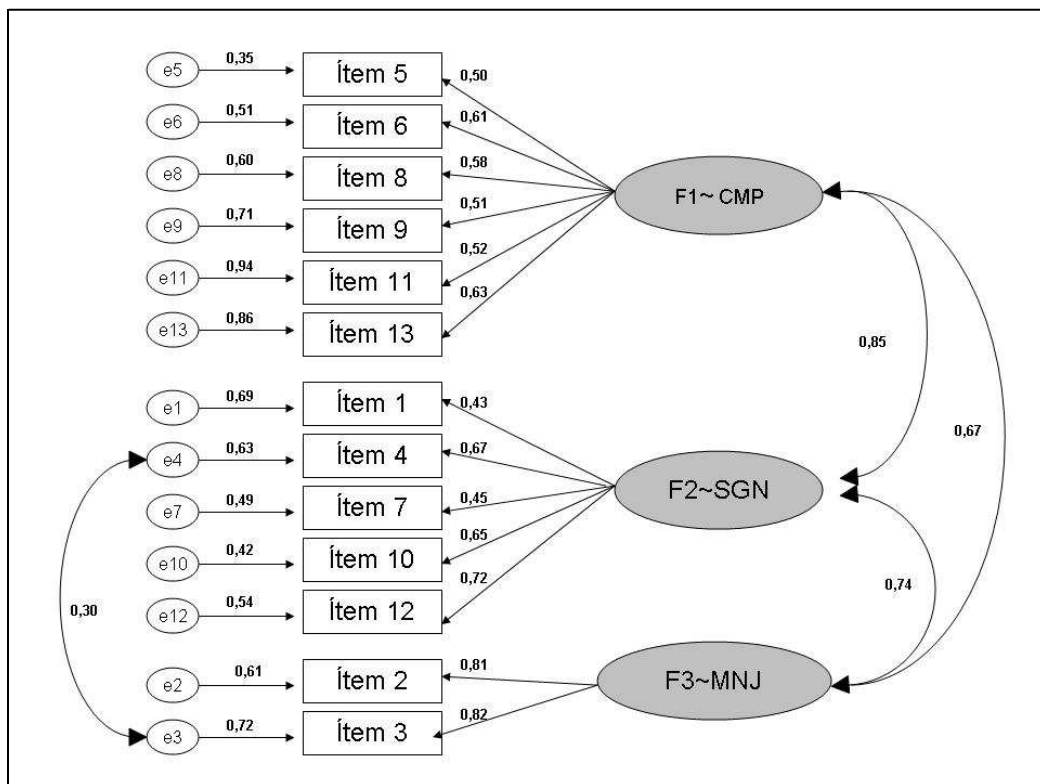 e5 0,35 Ítem 5 0,50
e6 0,51 Ítem 6 0,61
e8 0,60 Ítem 8 0,58
e9 0,71 Ítem 9 0,51
e11 0,94 Ítem 11 0,52
e13 0,86 Ítem 13 0,63
F1~ CMP
0,85
0,67
e1 0,69 Ítem 1 0,43
e4 0,63 Ítem 4 0,67
e7 0,49 Ítem 7 0,45
e10 0,42 Ítem 10 0,65
e12 0,54 Ítem 12 0,72
F2~SGN
0,74
0,30
e2 0,61 Ítem 2 0,81
e3 0,72 Ítem 3 0,82
F3~MNJ